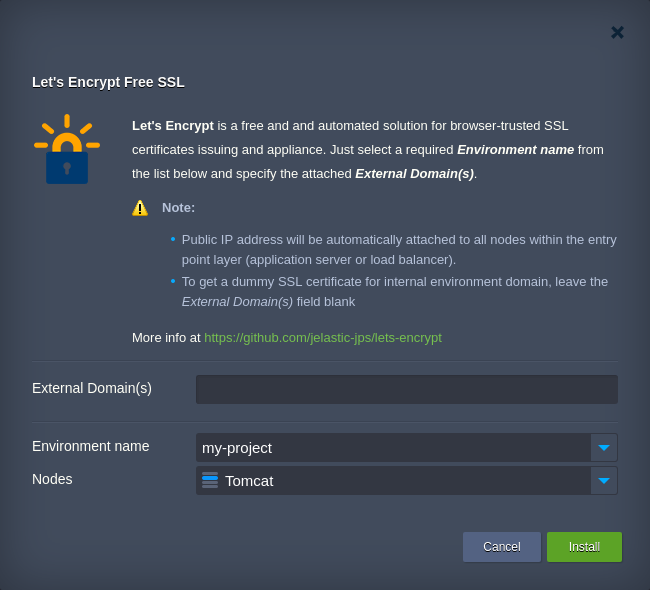 Let's Encrypt Free SSL
Let's Encrypt is a free and and automated solution for browser-trusted SSL
certificates issuing and appliance. Just select a required Environment name from
the list below and specify the attached External Domain(s).
Note:
• Public IP address will be automatically attached to all nodes within the entry
point layer (application server or load balancer).
• To get a dummy SSL certificate for internal environment domain, leave the
External Domain(s) field blank
More info at https://github.com/jelastic-jps/lets-encrypt
External Domain(s)
Environment name my-project
Nodes Tomcat
Cancel Install